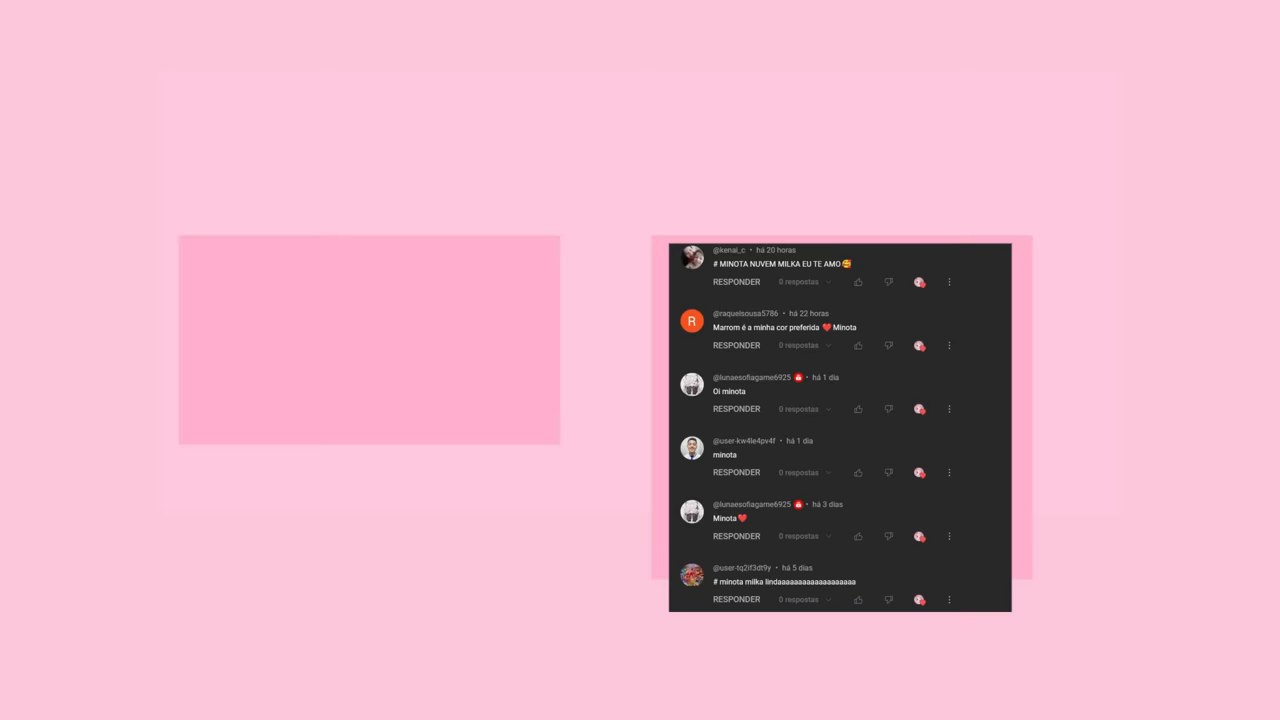 @kenai_c • há 20 horas
# MINOTA NUVEM MILKA EU TE AMO🥰
RESPONDER 0 respostas
R
@raquelsousa5786 • há 22 horas
Marrom é a minha cor preferida ❤️Minota
RESPONDER 0 respostas
@lunaesofiagame6925 • há 1 dia
Oi minota
RESPONDER 0 respostas
@user-kw4le4pv4f • há 1 dia
minota
RESPONDER 0 respostas
@lunaesofiagame6925 • há 3 dias
Minota❤️
RESPONDER 0 respostas
@user-tq2if3dt9y • há 5 dias
# minota milka lindaaaaaaaaaaaaaaaaaaa
RESPONDER 0 respostas